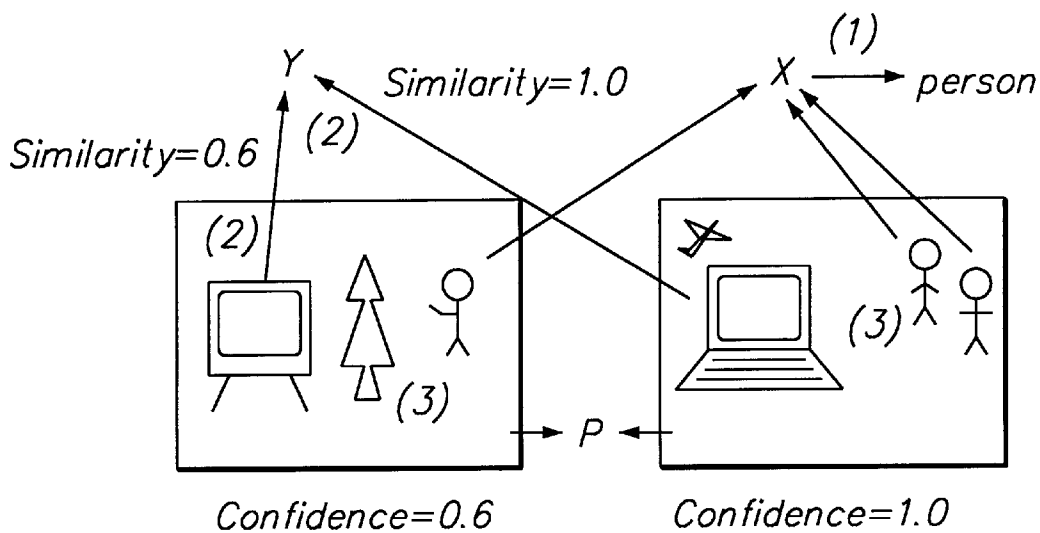 (1)
Y
Similarity=1.0
X
person
(2)
Similarity=0.6
(2)
(3)
(3)
P
Confidence=0.6
Confidence=1.0